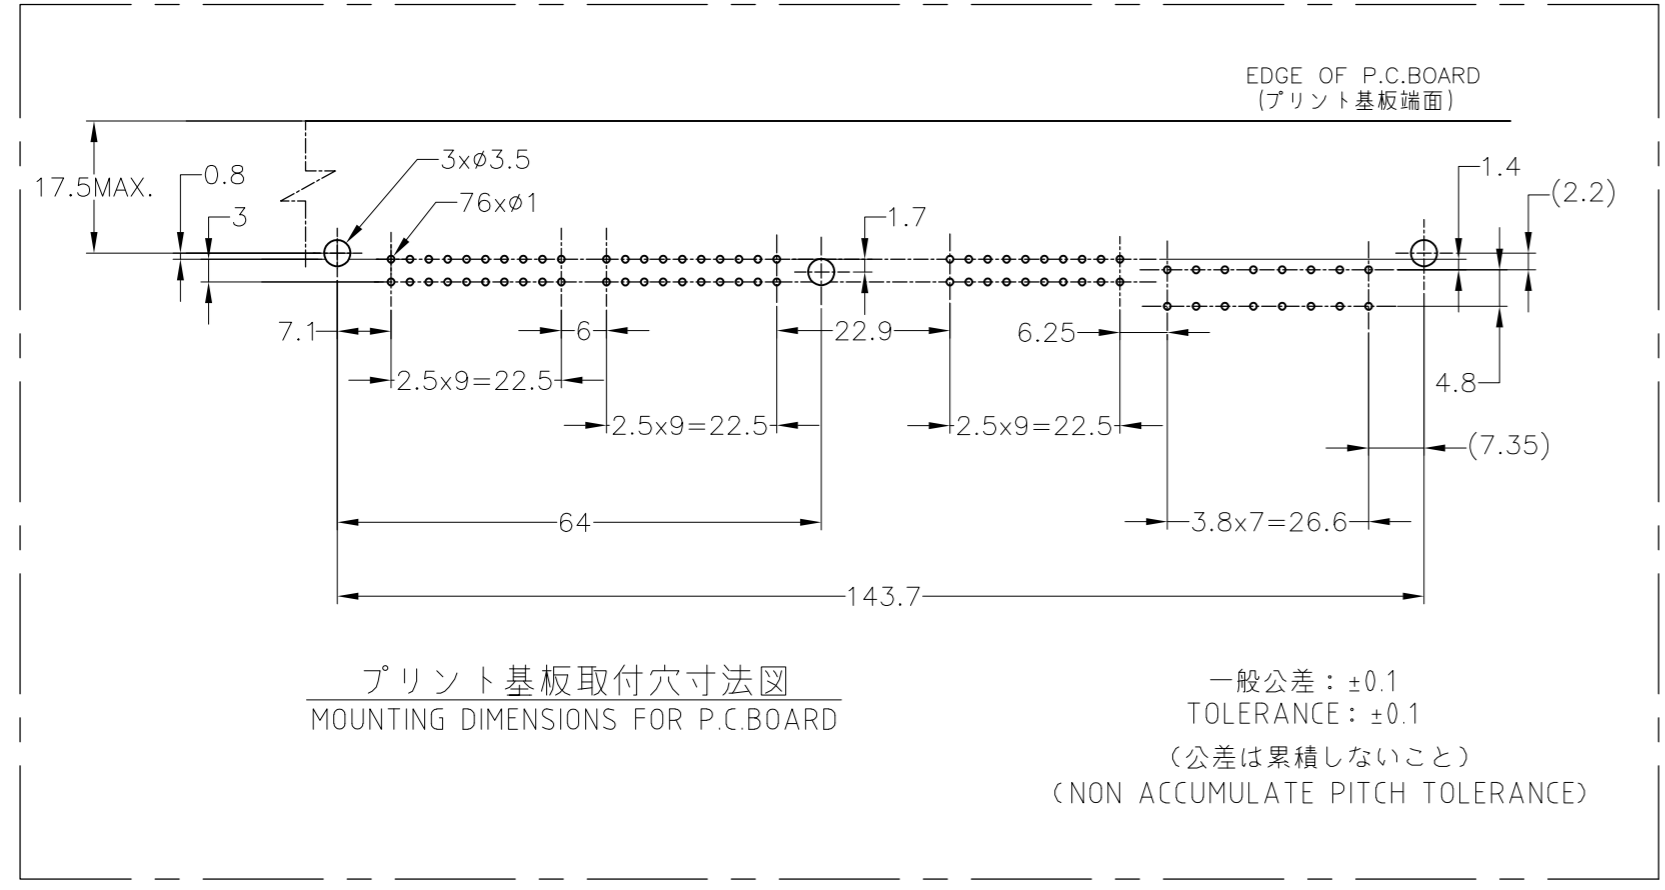 EDGE OF P.C.BOARD
(プリント基板端面)
3xø3.5
1.4
17.5MAX.
0.8
(2.2)
76xø1
3
1.7
7.1
6
22.9
6.25
2.5x9=22.5
4.8
2.5x9=22.5
2.5x9=22.5
(7.35)
64
3.8x7=26.6
143.7
プリント基板取付穴寸法図
MOUNTING DIMENSIONS FOR P.C.BOARD
一般公差：±0.1
TOLERANCE：±0.1
(公差は累積しないこと)
(NON ACCUMULATE PITCH TOLERANCE)